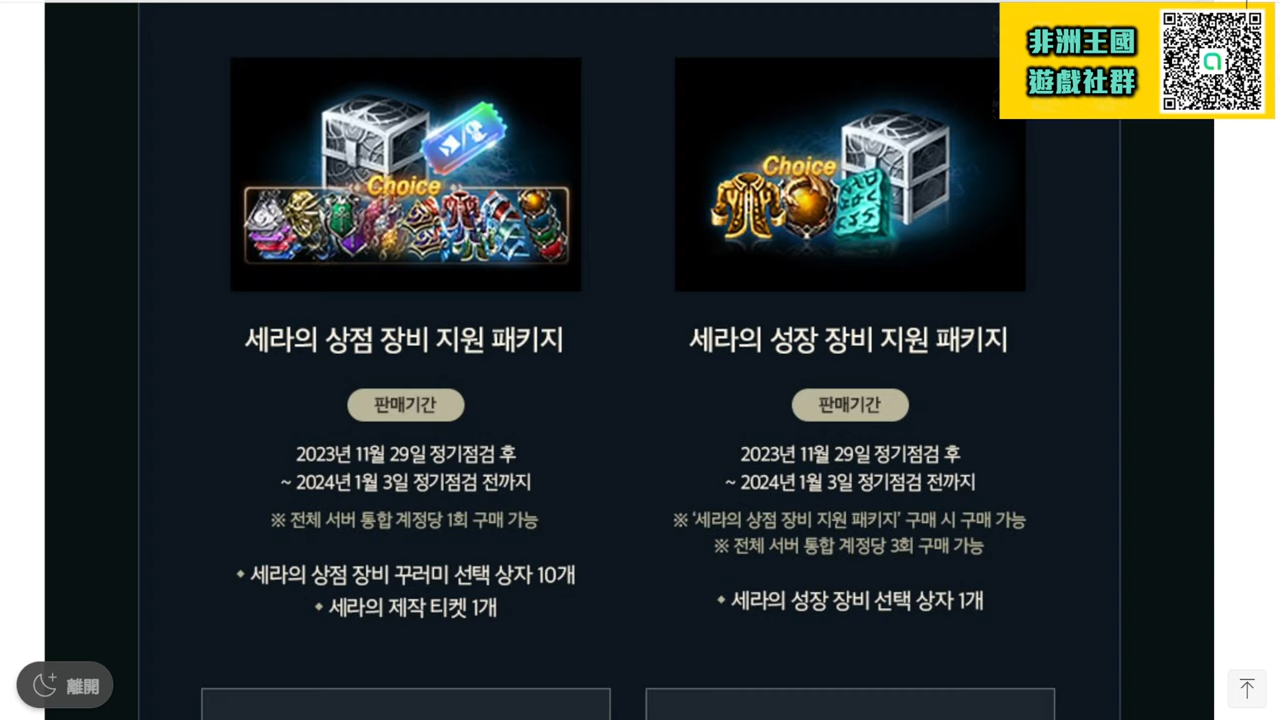 非洲王國
遊戲社群
Choice
Choice
세라의 상점 장비 지원 패키지
판매기간
2023년 11월 29일 정기점검 후
~ 2024년 1월 3일 정기점검 전까지
※ 전체 서버 통합 계정당 1회 구매 가능
◆ 세라의 상점 장비 꾸러미 선택 상자 10개
◆ 세라의 제작 티켓 1개
세라의 성장 장비 지원 패키지
판매기간
2023년 11월 29일 정기점검 후
~ 2024년 1월 3일 정기점검 전까지
※ ‘세라의 상점 장비 지원 패키지’ 구매 시 구매 가능
※ 전체 서버 통합 계정당 3회 구매 가능
◆ 세라의 성장 장비 선택 상자 1개
離開